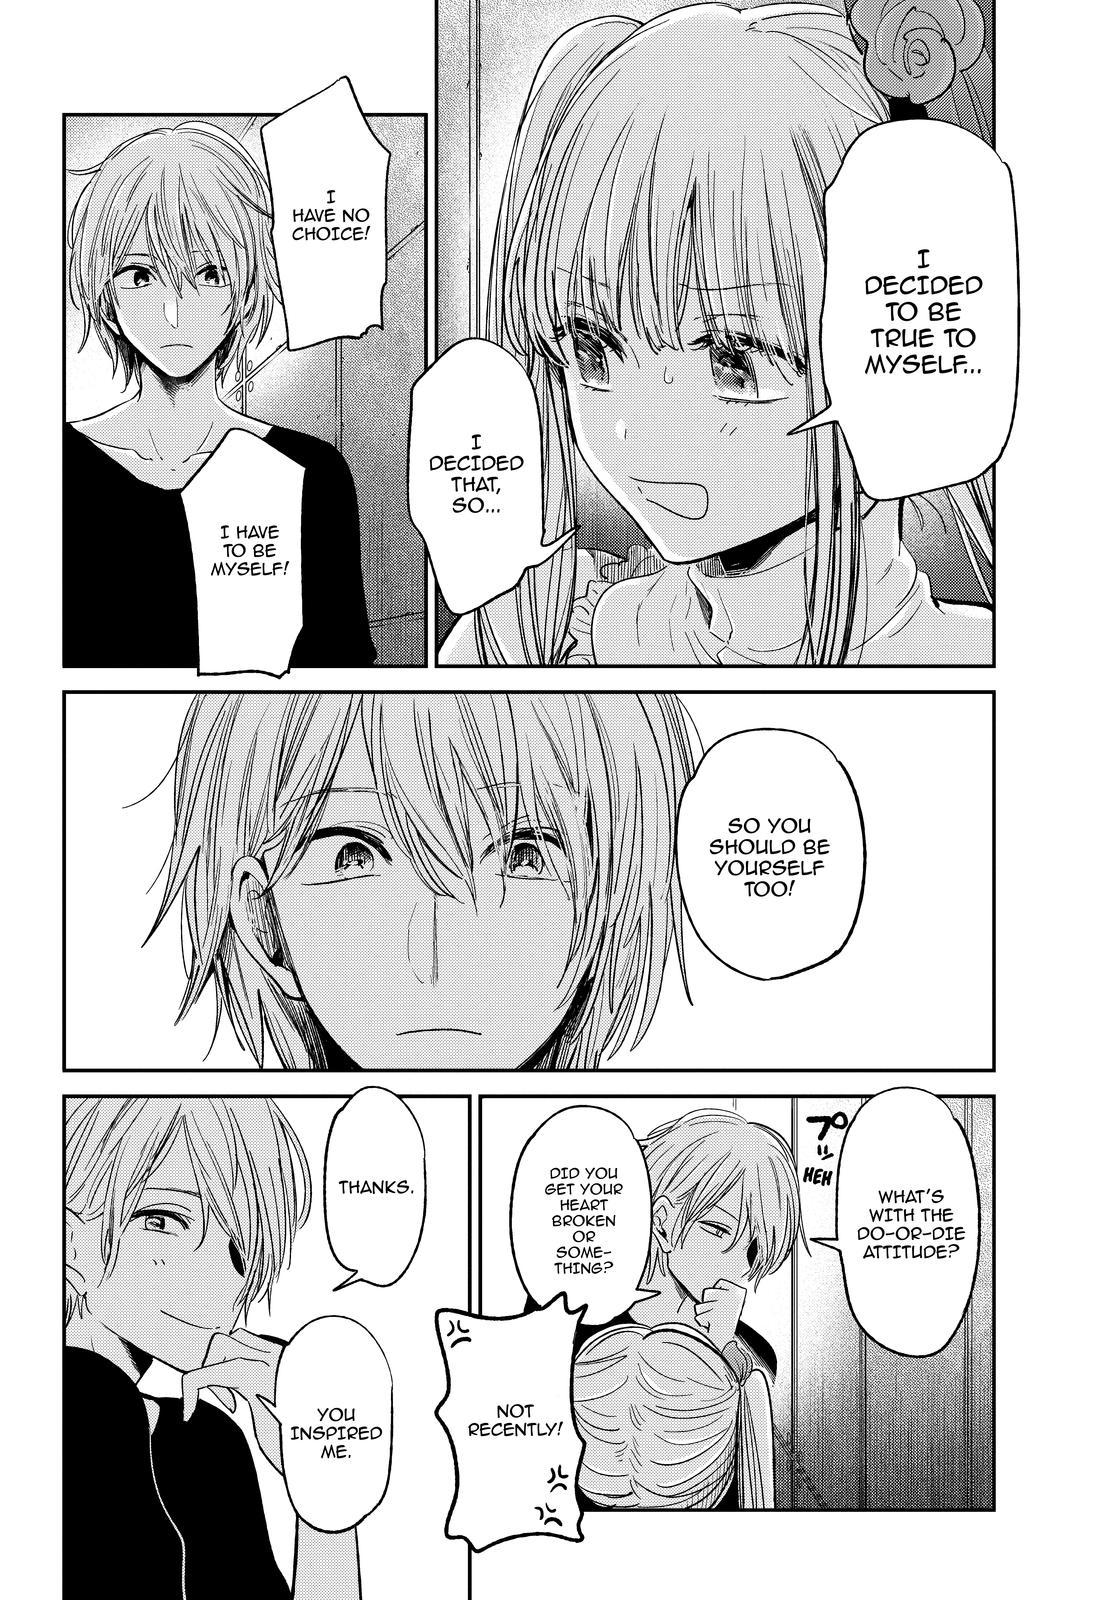 I
DECIDED
TO BE
TRUE TO
MYSELF...
I
DECIDED
THAT,
SO...
I
HAVE NO
CHOICE!
I HAVE
TO BE
MYSELF!
SO YOU
SHOULD BE
YOURSELF
TOO!
プッ
HEH
WHAT'S
WITH THE
DO-OR-DIE
ATTITUDE?
DID YOU
GET YOUR
HEART
BROKEN
OR
SOME-
THING?
NOT
RECENTLY!
THANKS.
YOU
INSPIRED
ME.